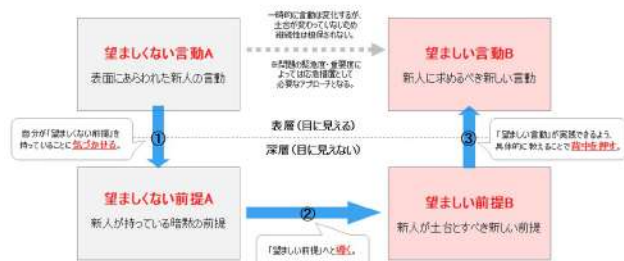 望ましくない言動A
表面にあらわれた新人の言動
一時的に言動は変化するが、
土台が変わっていないため
継続性は担保されない。
※問題の緊急度・重要度に
よっては応急措置として
必要なアプローチとなる。
望ましい言動B
新人に求めるべき新しい言動
自分が「望ましくない前提」を
持っていることに気づかせる。
①
表層(目に見える)
深層(目に見えない)
③
「望ましい言動」が実践できるよう、
具体的に教えることで背中を押す。
望ましくない前提A
新人が持っている暗黙の前提
②
「望ましい前提」へと導く。
望ましい前提B
新人が土台とすべき新しい前提